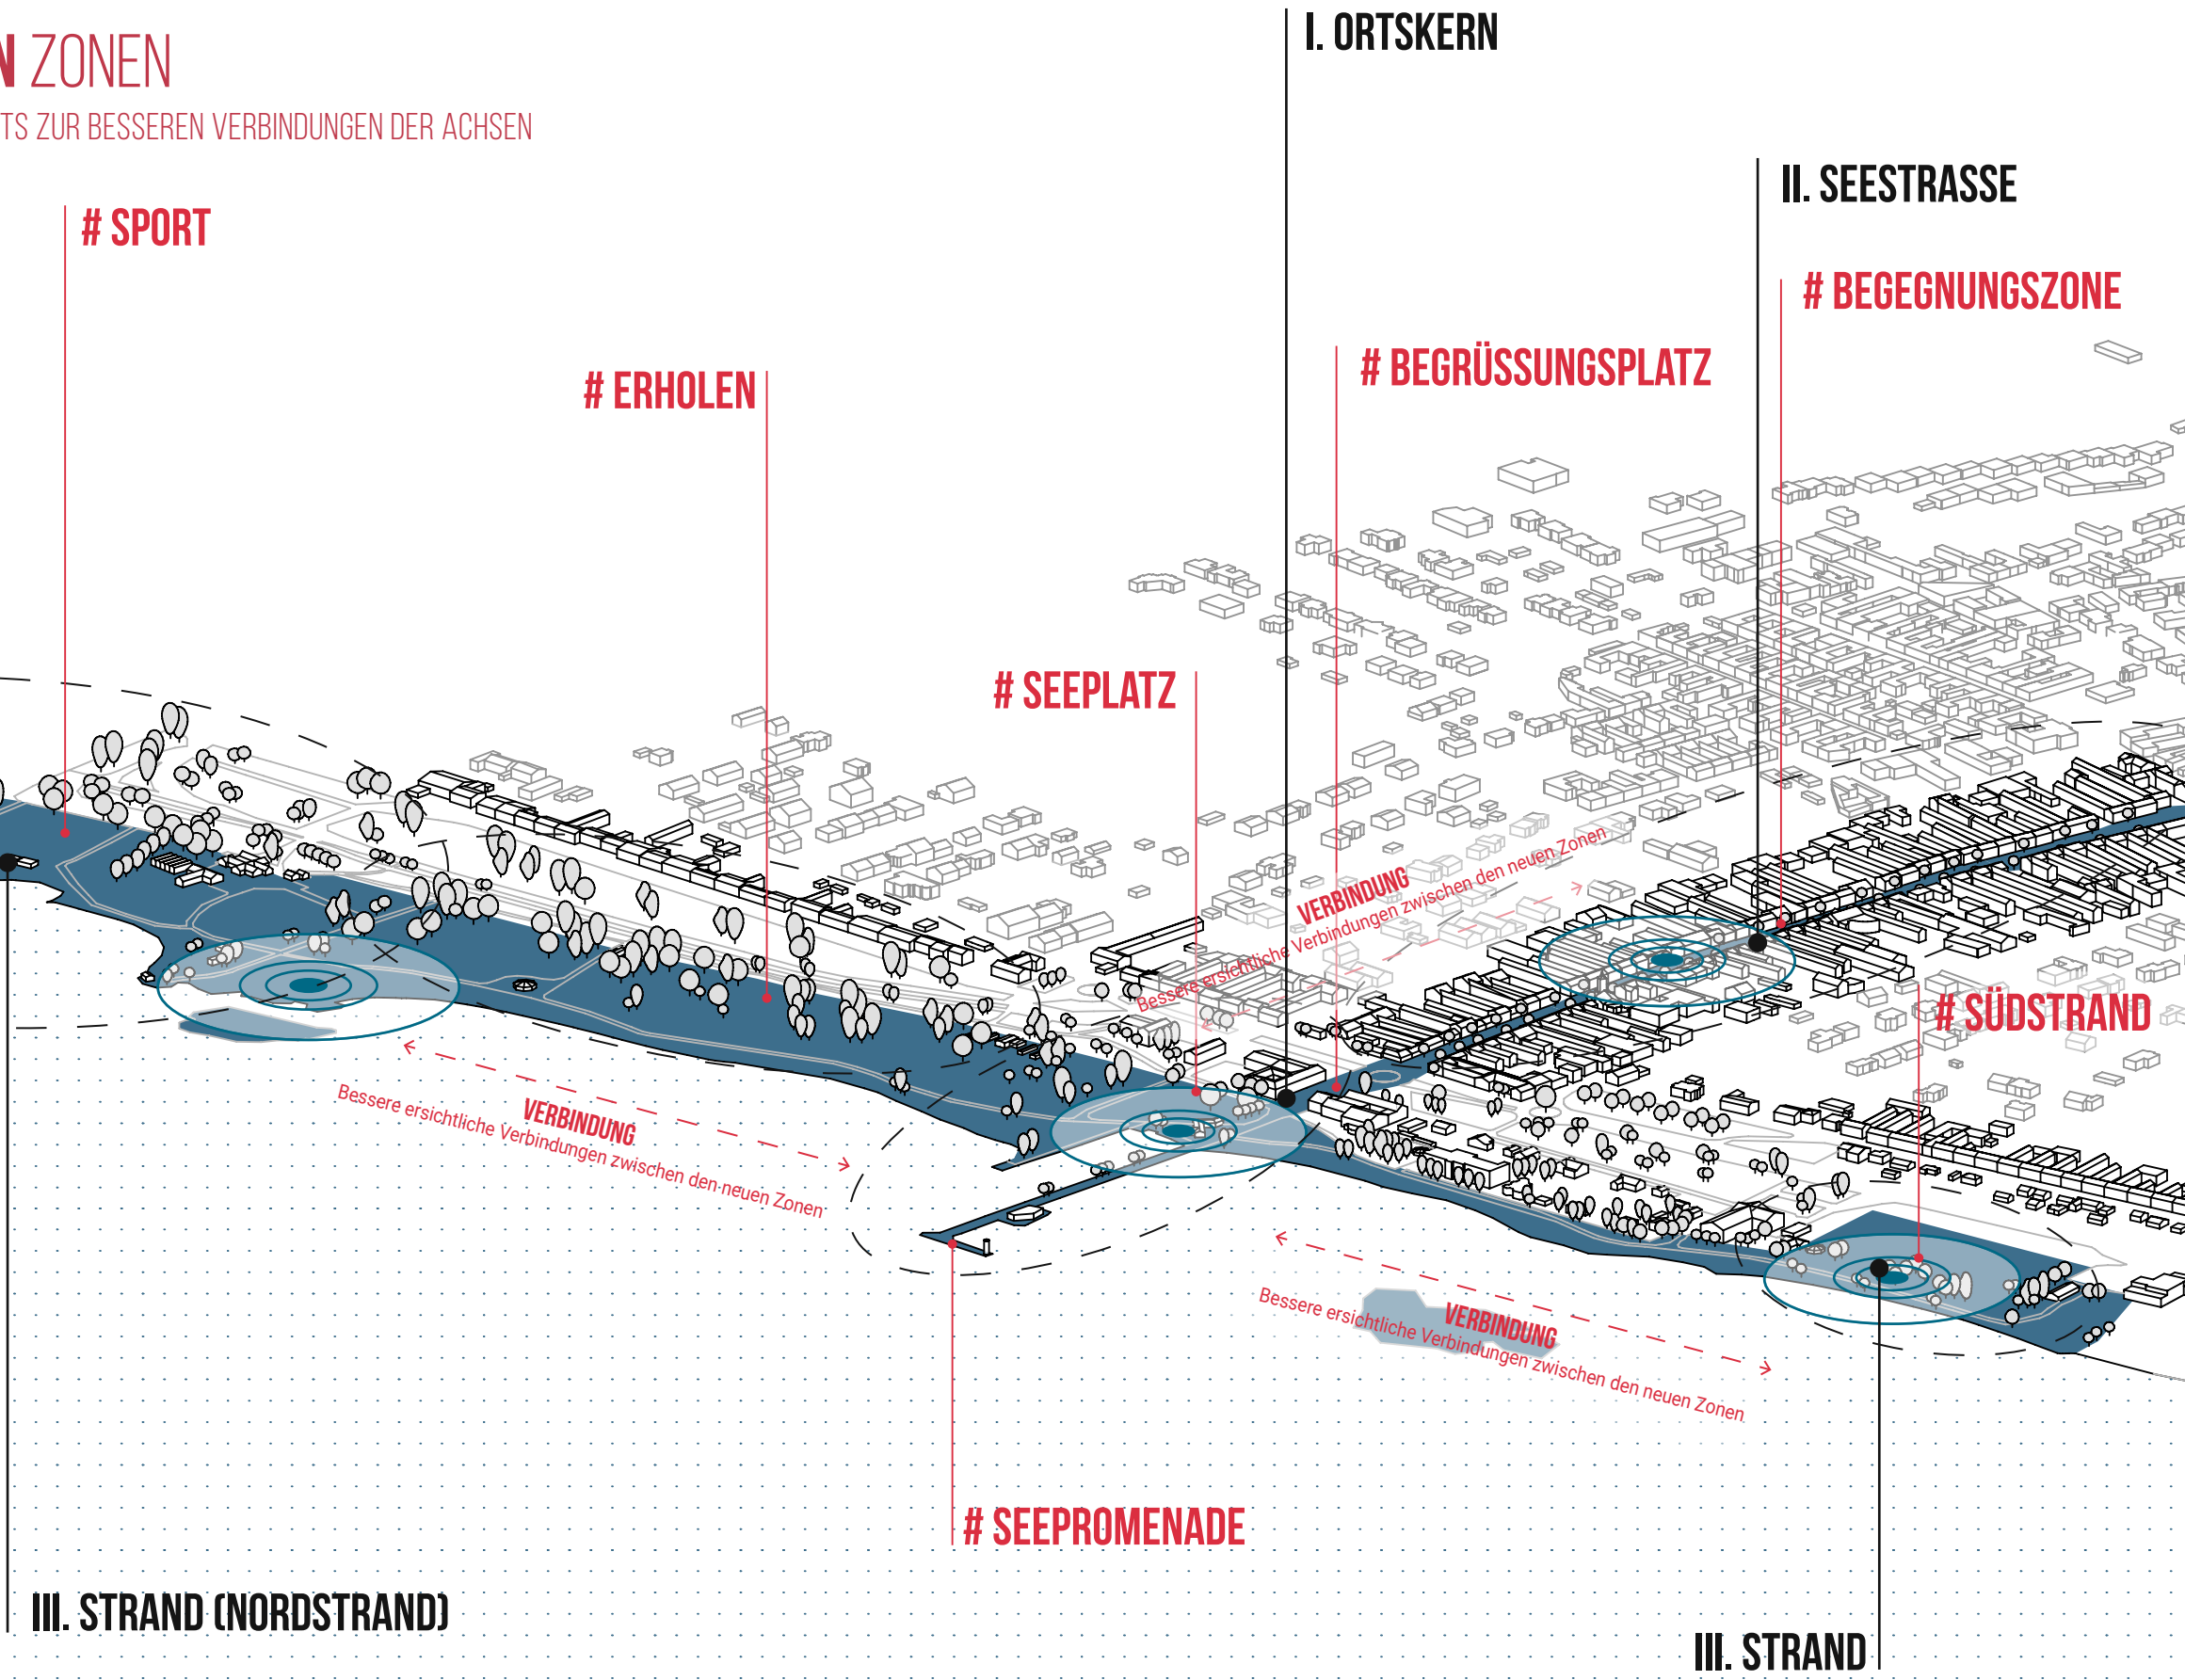 N ZONEN
TS ZUR BESSEREN VERBINDUNGEN DER ACHSEN
I. ORTSKERN
II. SEESTRASSE
# SPORT
# BEGEGNUNGSZONE
# BEGRÜSSUNGSPLATZ
# ERHOLEN
# SEEPLATZ
VERBINDUNG
Bessere ersichtliche Verbindungen zwischen den neuen Zonen
# SÜDSTRAND
VERBINDUNG
Bessere ersichtliche Verbindungen zwischen den neuen Zonen
VERBINDUNG
Bessere ersichtliche Verbindungen zwischen den neuen Zonen
# SEEPROMENADE
III. STRAND (NORDSTRAND)
III. STRAND